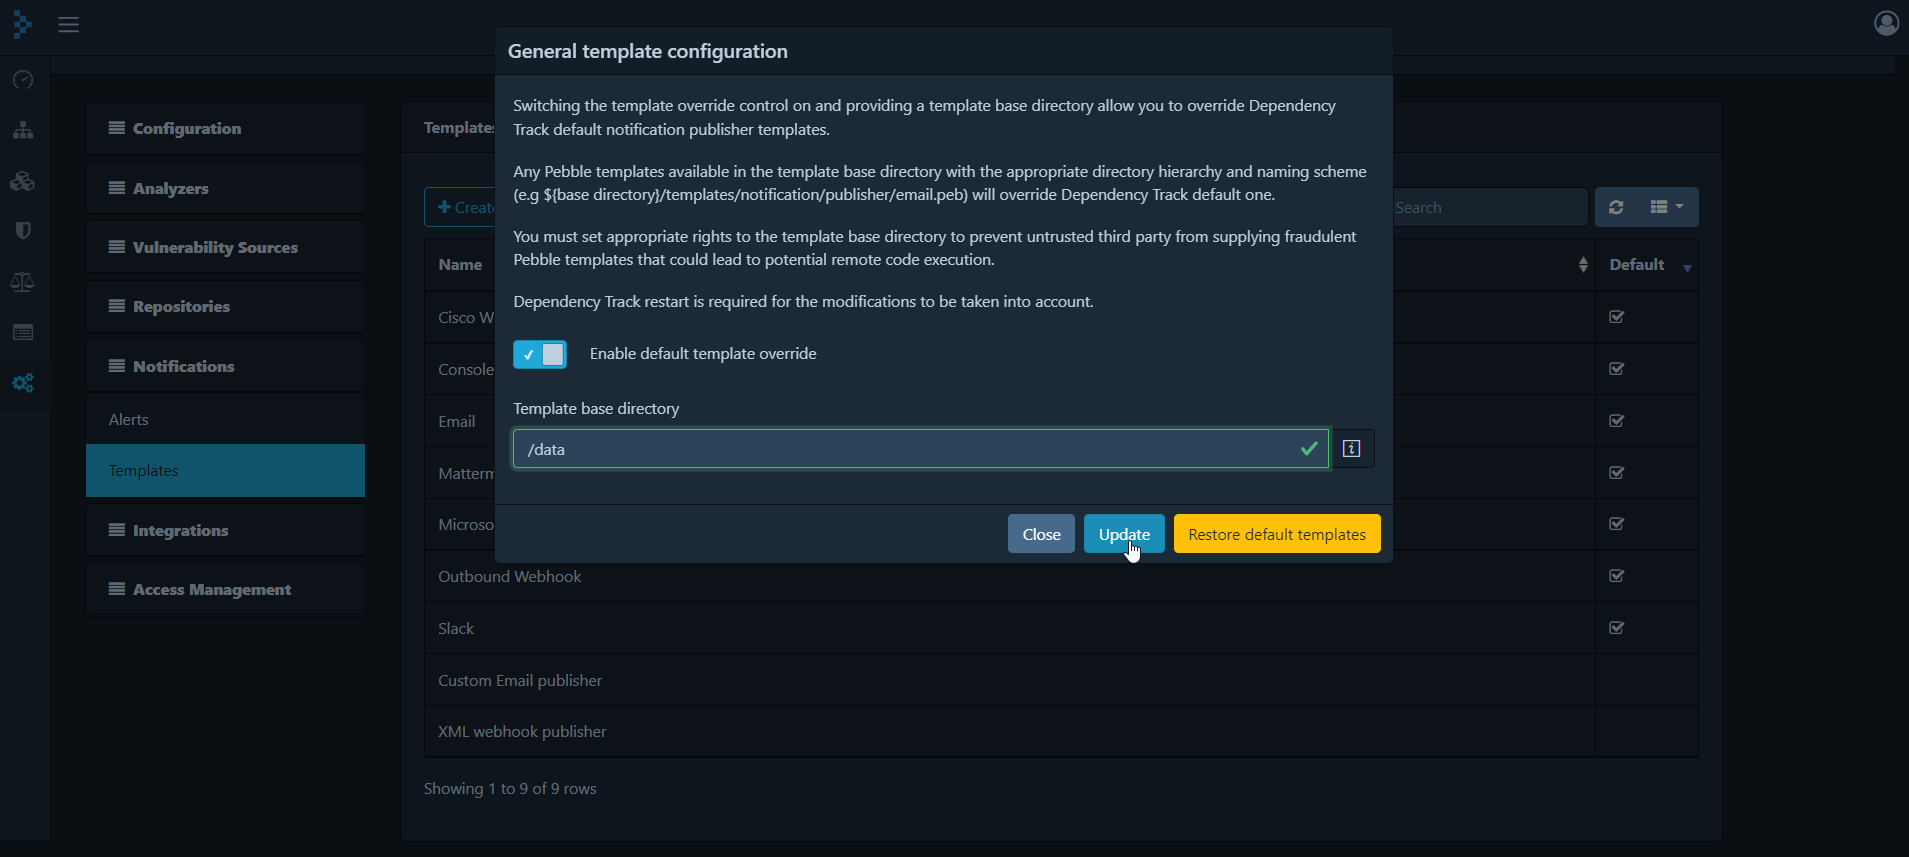 General template configuration
Switching the template override control on and providing a template base directory allow you to override Dependency
Track default notification publisher templates.
Any Pebble templates available in the template base directory with the appropriate directory hierarchy and naming scheme
(e.g ${base directory}/templates/notification/publisher/email.peb) will override Dependency Track default one.
You must set appropriate rights to the template base directory to prevent untrusted third party from supplying fraudulent
Pebble templates that could lead to potential remote code execution.
Dependency Track restart is required for the modifications to be taken into account.
Enable default template override
Template base directory
/data
Close
Update
Restore default templates
Configuration
Analyzers
Vulnerability Sources
Repositories
Notifications
Alerts
Templates
Integrations
Access Management
Templates
Create
Search
Name
Default
Cisco W
Console
Email
Matterm
Microso
Outbound Webhook
Slack
Custom Email publisher
XML webhook publisher
Showing 1 to 9 of 9 rows